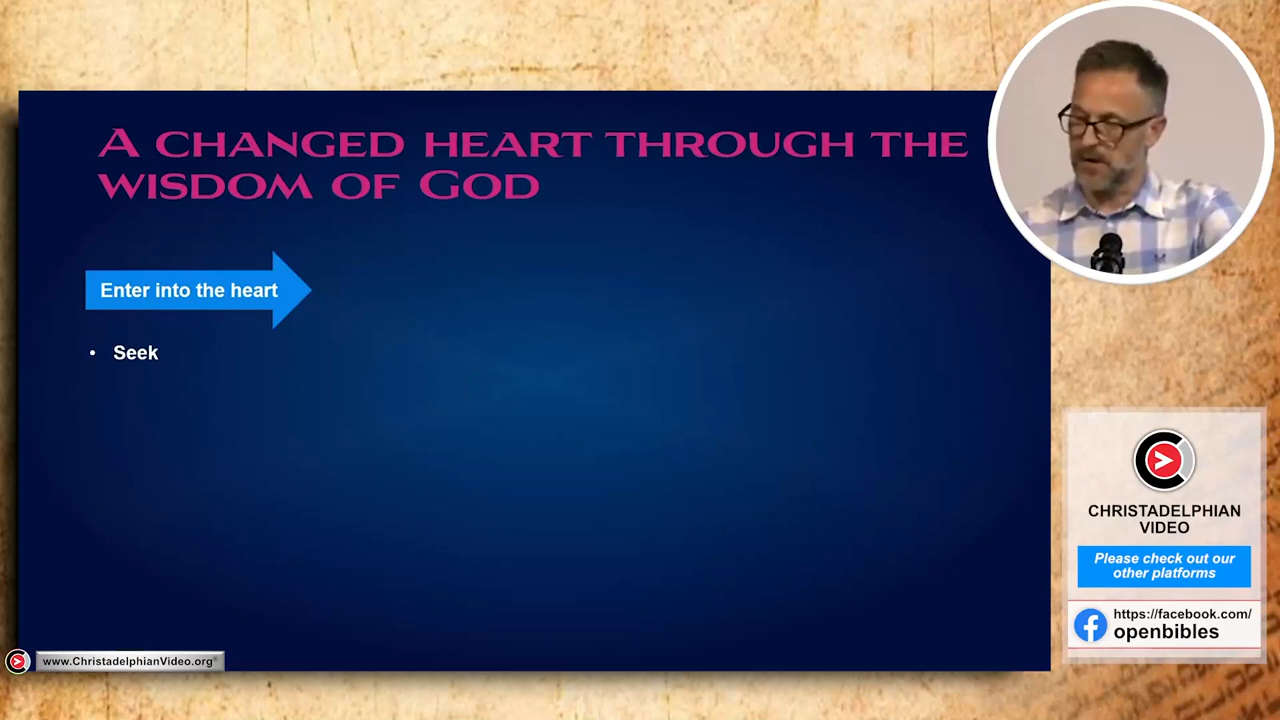 A changed heart through the
wisdom of God
Enter into the heart
• Seek
CHRISTADELPHIAN
VIDEO
Please check out our
other platforms
https://facebook.com/
openbibles
www.ChristadelphianVideo.org®